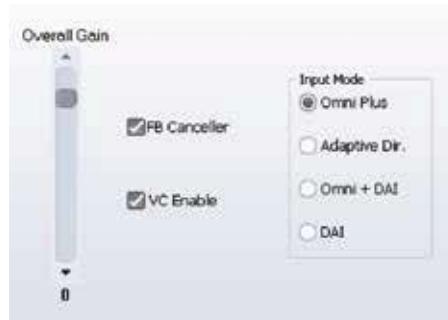 Overall Gain
Input Mode
Omni Plus
FB Canceller
Adaptive Dir.
Omni + DAI
VC Enable
DAI
0